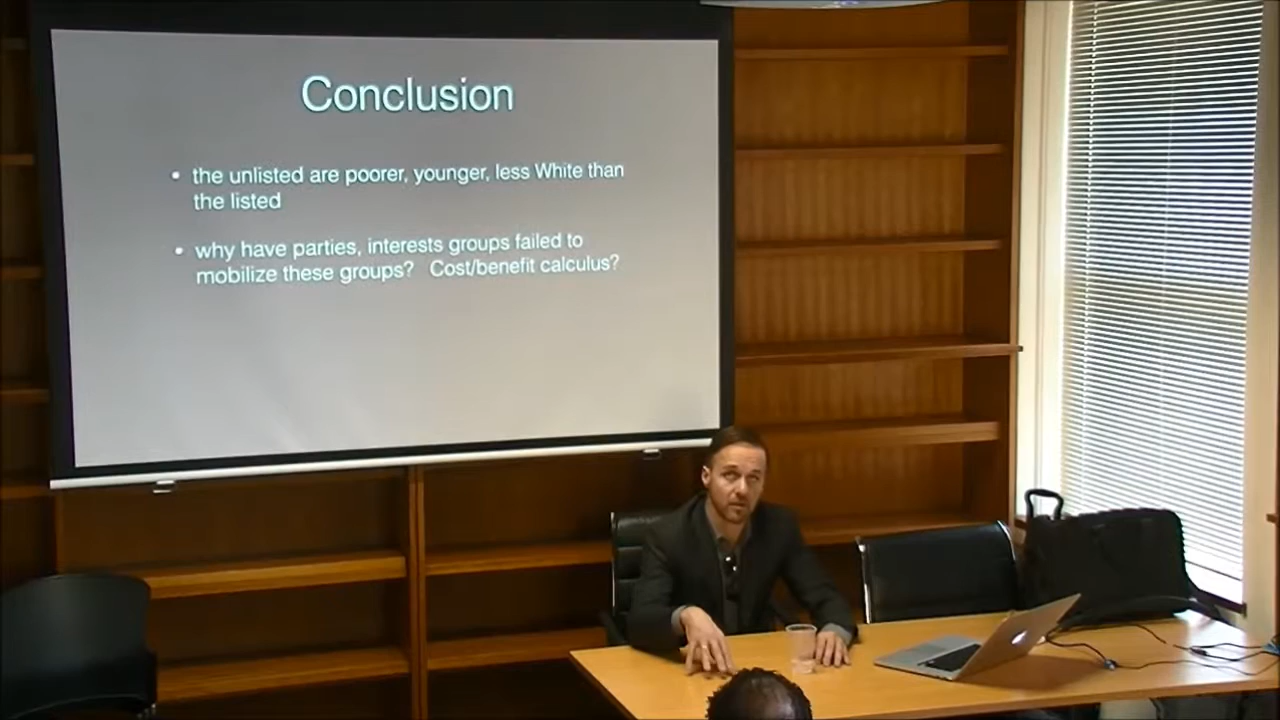 Conclusion
• the unlisted are poorer, younger, less White than
the listed
• why have parties, interests groups failed to
mobilize these groups? Cost/benefit calculus?